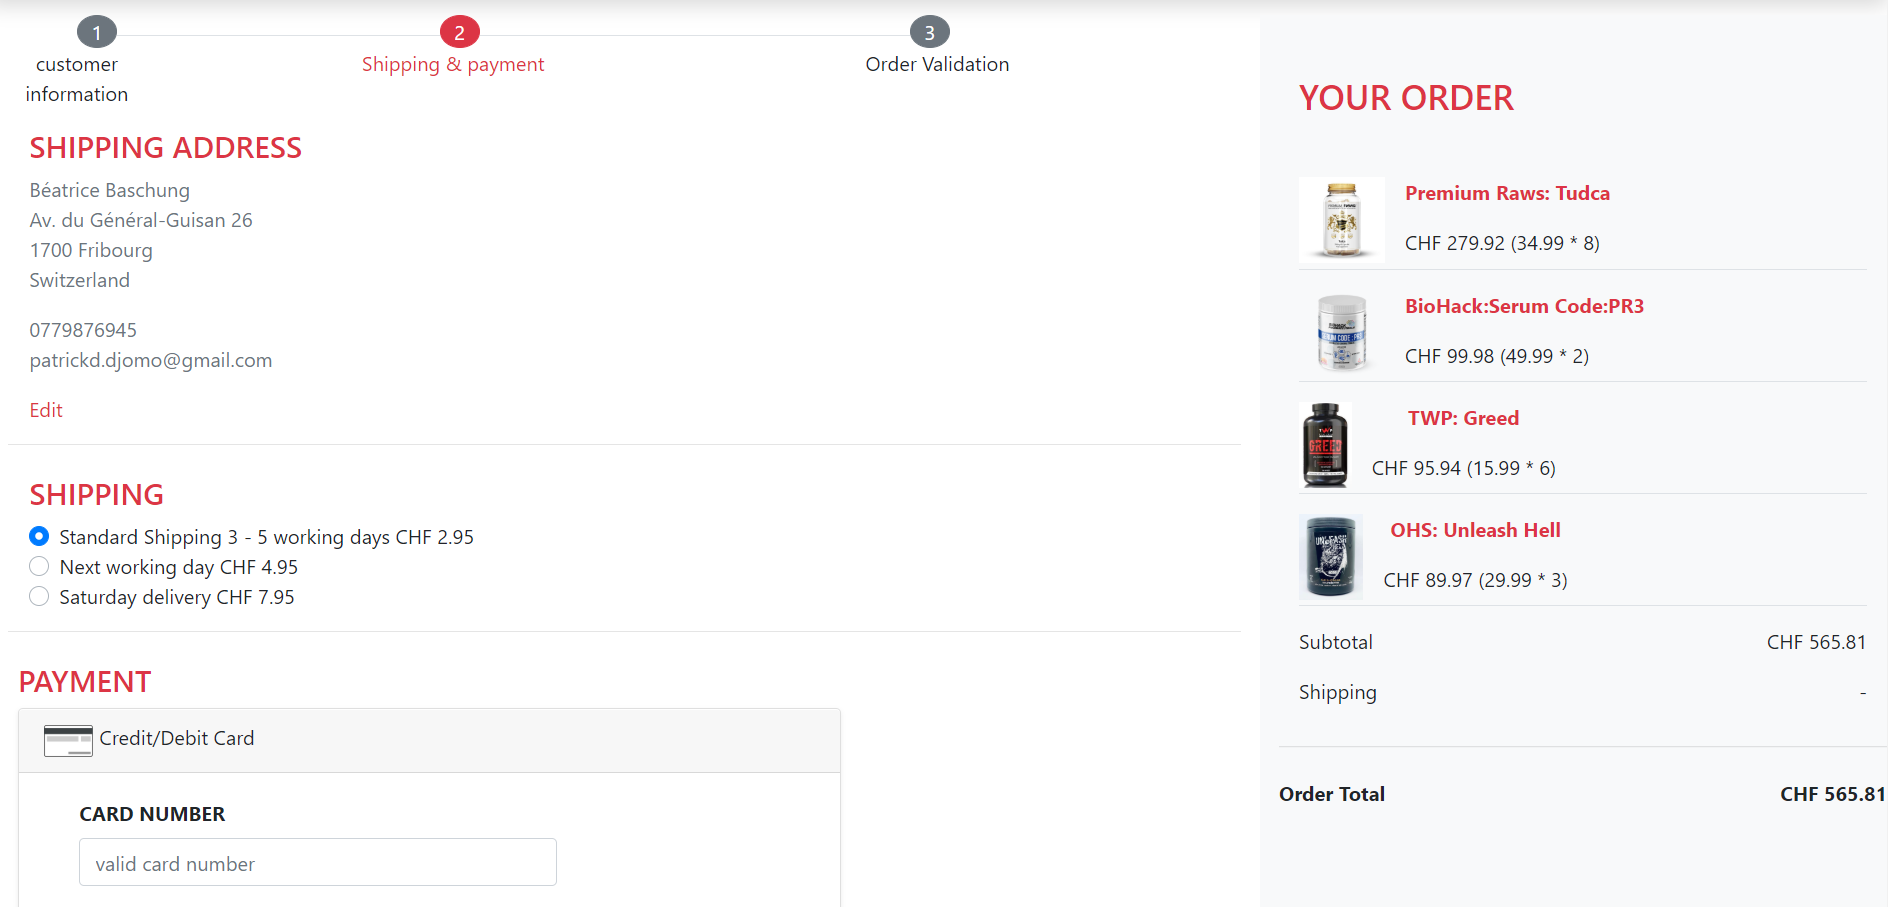 1
2
3
customer
information
Shipping & payment
Order Validation
SHIPPING ADDRESS
Béatrice Baschung
Av. du Général-Guisan 26
1700 Fribourg
Switzerland
0779876945
patrickd.djomo@gmail.com
Edit
SHIPPING
Standard Shipping 3 - 5 working days CHF 2.95
Next working day CHF 4.95
Saturday delivery CHF 7.95
PAYMENT
Credit/Debit Card
CARD NUMBER
valid card number
YOUR ORDER
Premium Raws: Tudca
CHF 279.92 (34.99 * 8)
BioHack:Serum Code:PR3
CHF 99.98 (49.99 * 2)
TWP: Greed
CHF 95.94 (15.99 * 6)
GREED
OHS: Unleash Hell
CHF 89.97 (29.99 * 3)
UNLEASH
Subtotal CHF 565.81
Shipping -
Order Total CHF 565.81